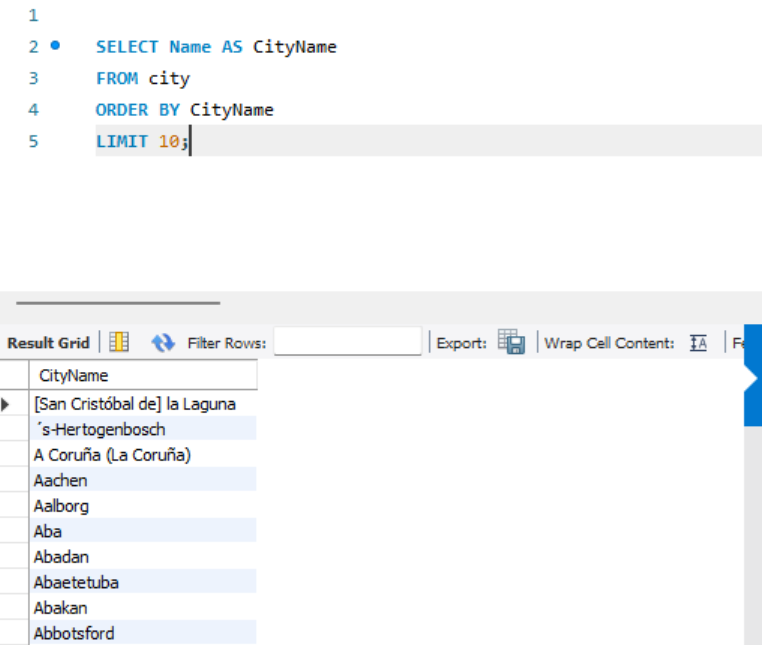 1
2 SELECT Name AS CityName
3 FROM city
4 ORDER BY CityName
5 LIMIT 10;
Result Grid Filter Rows: Export: Wrap Cell Content: IA
CityName
[San Cristóbal de] la Laguna
´s-Hertogenbosch
A Coruña (La Coruña)
Aachen
Aalborg
Aba
Abadan
Abaetetuba
Abakan
Abbotsford